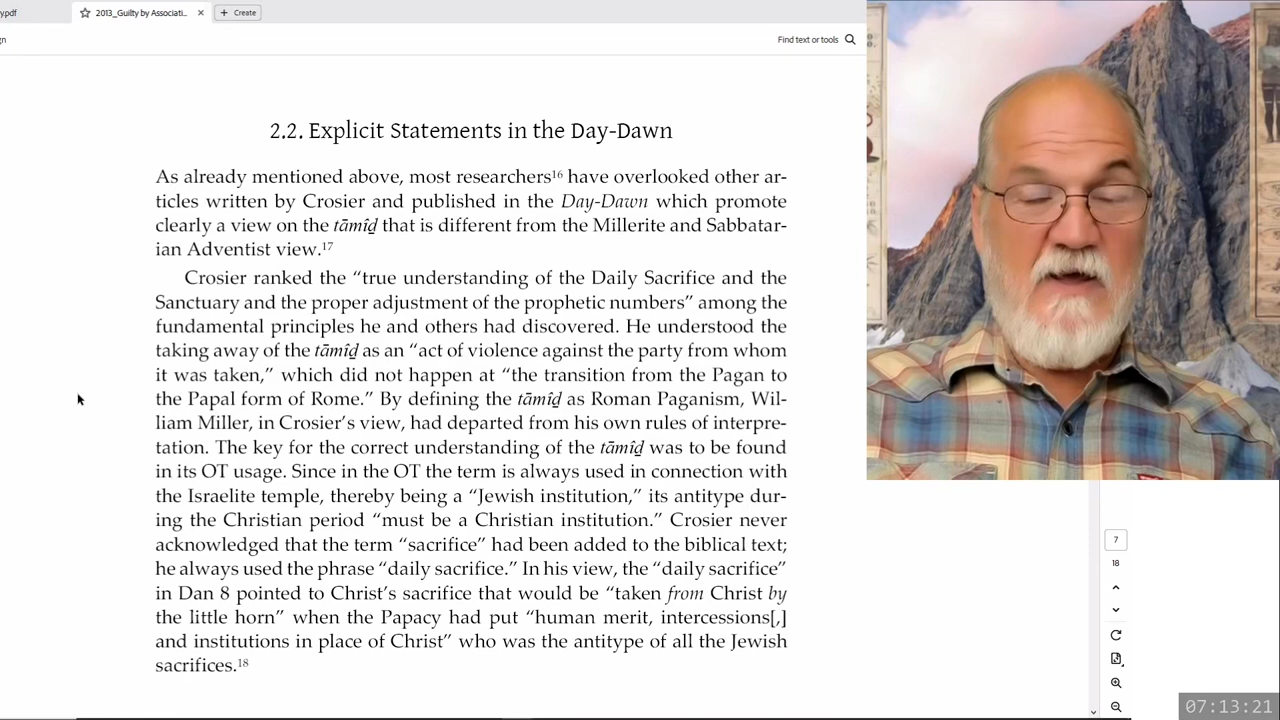 y.pdf
2013_Guilty by Associati...
Create
gn
Find text or tools
2.2. Explicit Statements in the Day-Dawn
As already mentioned above, most researchers16 have overlooked other ar-
ticles written by Crosier and published in the Day-Dawn which promote
clearly a view on the tāmîḏ that is different from the Millerite and Sabbatar-
ian Adventist view.17
Crosier ranked the “true understanding of the Daily Sacrifice and the
Sanctuary and the proper adjustment of the prophetic numbers” among the
fundamental principles he and others had discovered. He understood the
taking away of the tāmîḏ as an “act of violence against the party from whom
it was taken,” which did not happen at “the transition from the Pagan to
the Papal form of Rome.” By defining the tāmîḏ as Roman Paganism, Wil-
liam Miller, in Crosier’s view, had departed from his own rules of interpre-
tation. The key for the correct understanding of the tāmîḏ was to be found
in its OT usage. Since in the OT the term is always used in connection with
the Israelite temple, thereby being a “Jewish institution,” its antitype dur-
ing the Christian period “must be a Christian institution.” Crosier never
acknowledged that the term “sacrifice” had been added to the biblical text;
he always used the phrase “daily sacrifice.” In his view, the “daily sacrifice”
in Dan 8 pointed to Christ’s sacrifice that would be “taken from Christ by
the little horn” when the Papacy had put “human merit, intercessions[,]
and institutions in place of Christ” who was the antitype of all the Jewish
sacrifices.18
7
18
07:13:21